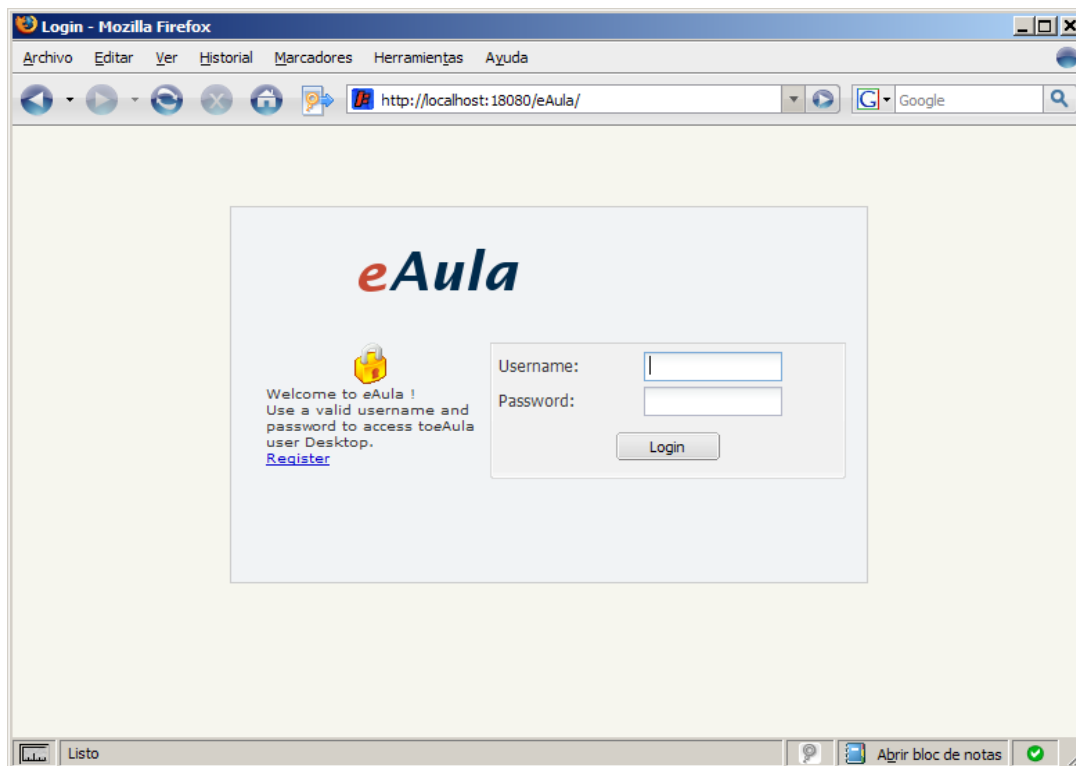 Login - Mozilla Firefox
Archivo Editar Ver Historial Marcadores Herramientas Ayuda
http://localhost:18080/eAula/ G Google
eAula
Welcome to eAula !
Use a valid username and
password to access toeAula
user Desktop.
Register
Username:
Password:
Login
Listo Abrir bloc de notas